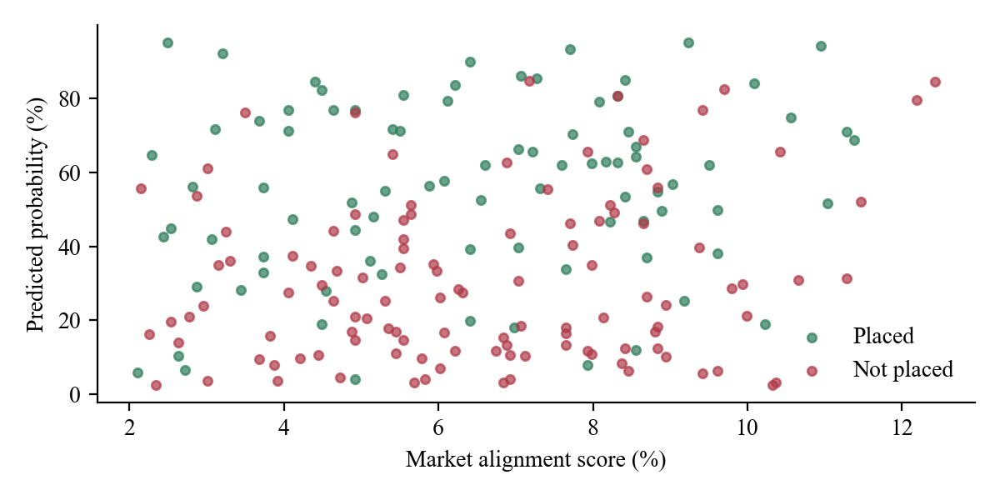 Predicted probability (%)
80
60
40
20
0
Placed
Not placed
2 4 6 8 10 12
Market alignment score (%)